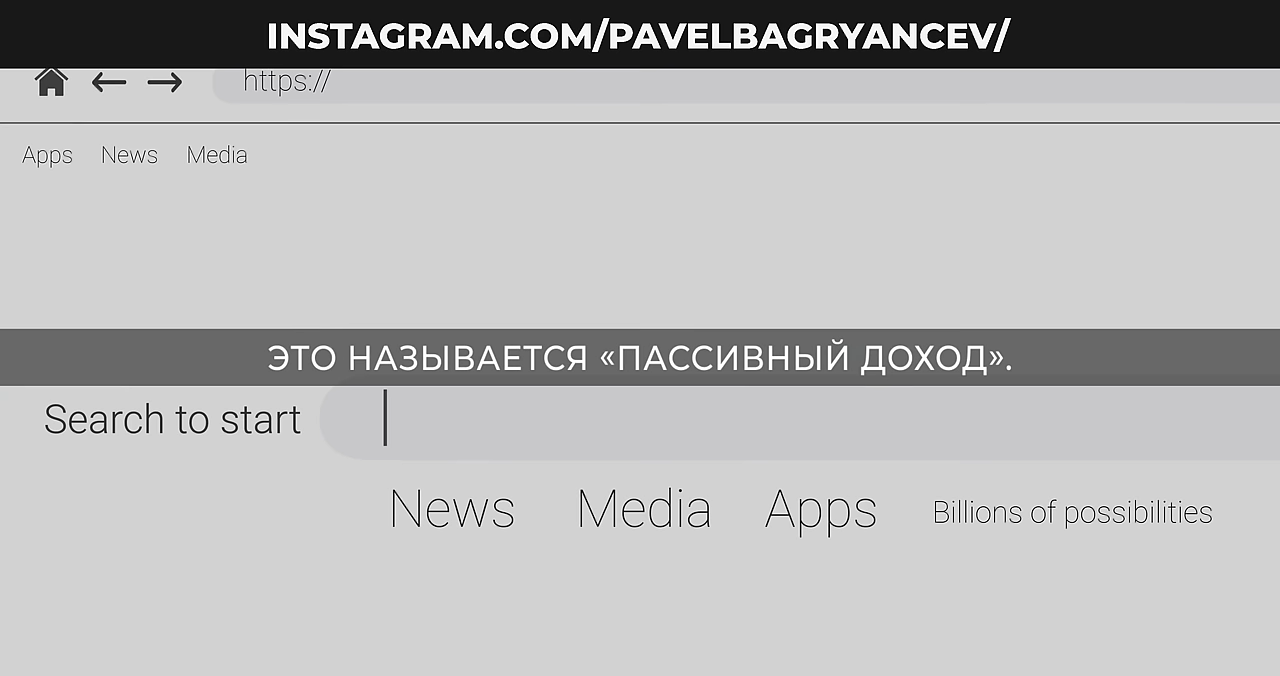 INSTAGRAM.COM/PAVELBAGRYANCEV/
https://
Apps News Media
ЭТО НАЗЫВАЕТСЯ «ПАССИВНЫЙ ДОХОД».
Search to start
News Media Apps Billions of possibilities